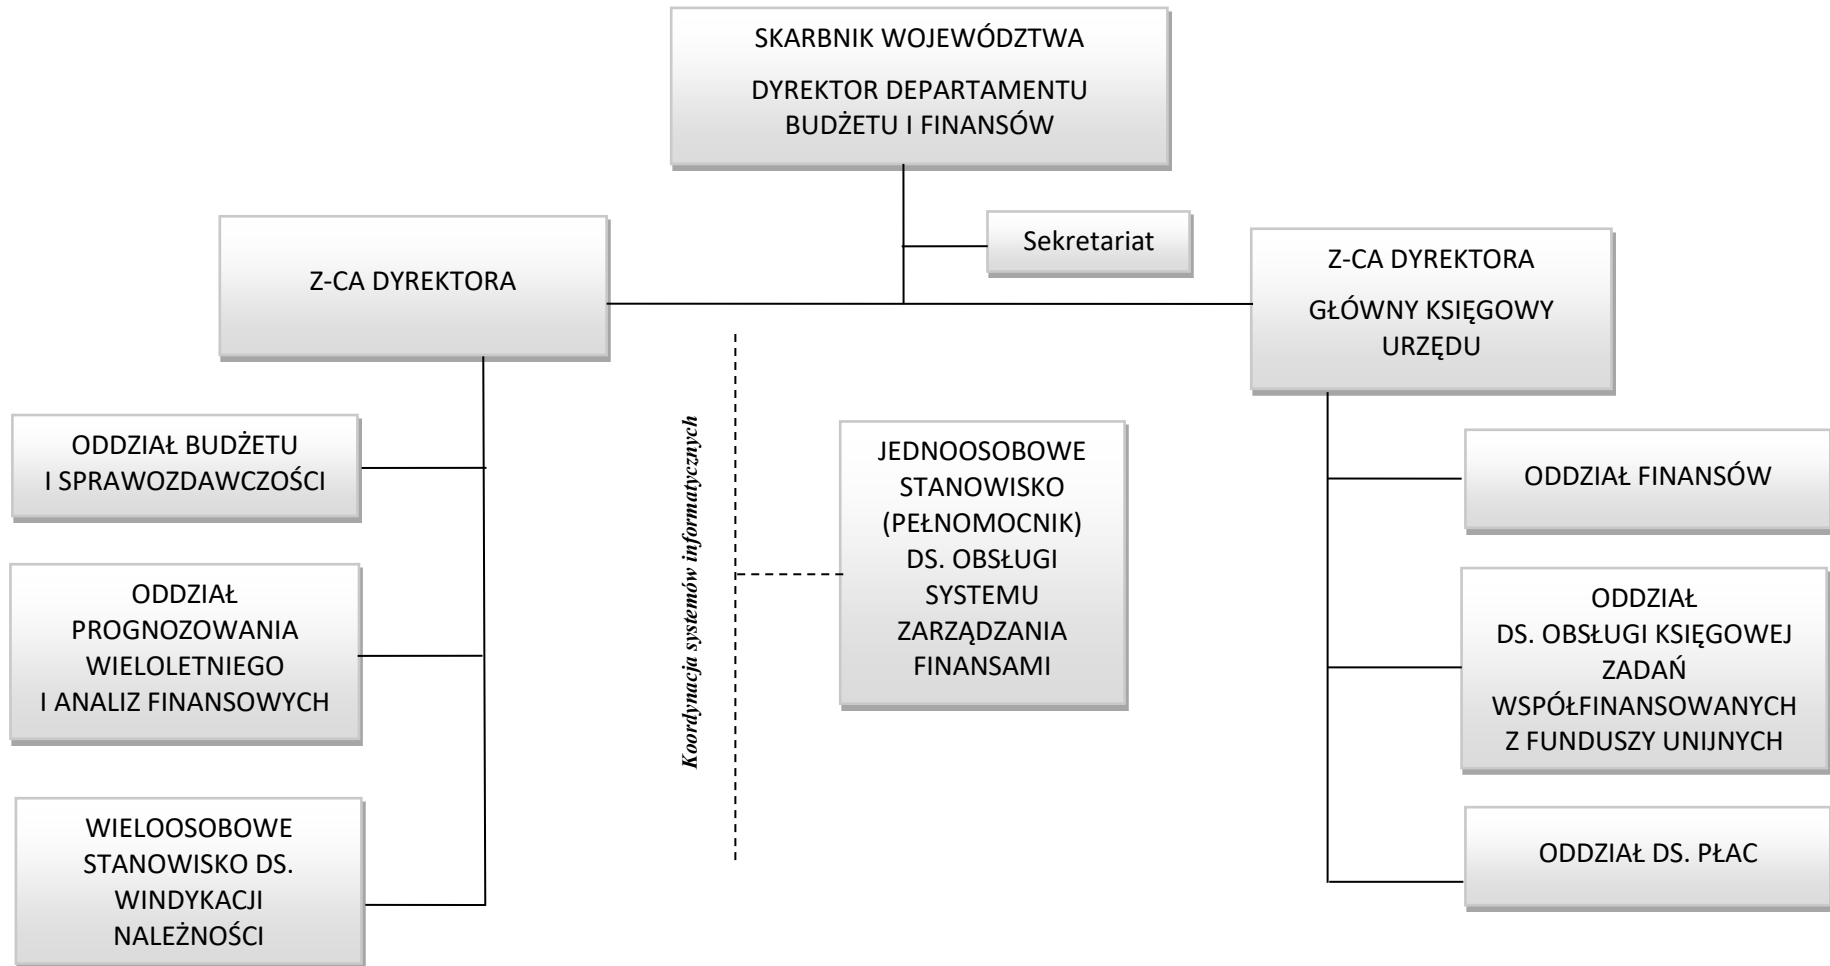 SKARBNIK WOJEWÓDZTWA
DYREKTOR DEPARTAMENTU
BUDŻETU I FINANSÓW
Sekretariat
Z-CA DYREKTORA
Z-CA DYREKTORA
GŁÓWNY KSIĘGOWY
URZĘDU
ODDZIAŁ BUDŻETU
I SPRAWOZDAWCZOŚCI
ODDZIAŁ
PROGNOZOWANIA
WIELOLETNIEGO
I ANALIZ FINANSOWYCH
WIELOOSOBOWE
STANOWISKO DS.
WINDYKACJI
NALEŻNOŚCI
Koordynacja systemów informatycznych
JEDNOOSOBOWE
STANOWISKO
(PEŁNOMOCNIK)
DS. OBSŁUGI
SYSTEMU
ZARZĄDZANIA
FINANSAMI
ODDZIAŁ FINANSÓW
ODDZIAŁ
DS. OBSŁUGI KSIĘGOWEJ
ZADAŃ
WSPÓŁFINANSOWANYCH
Z FUNDUSZY UNIJNYCH
ODDZIAŁ DS. PŁAC